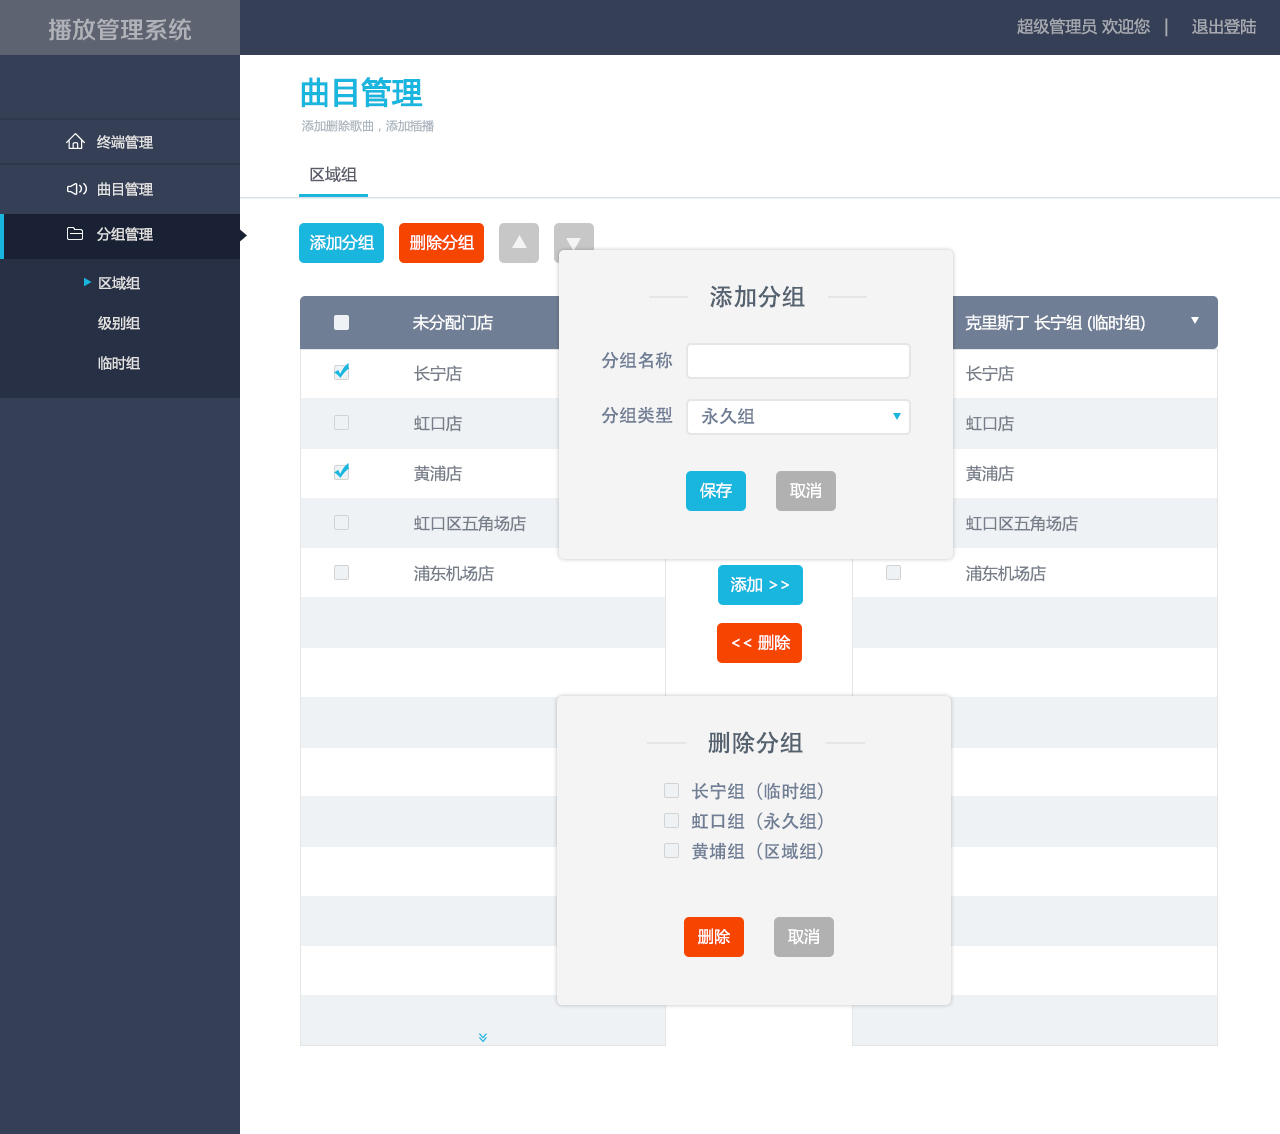 播放管理系统
超级管理员 欢迎您 | 退出登陆
曲目管理
添加删除歌曲，添加插播
终端管理
曲目管理
分组管理
区域组
级别组
临时组
区域组
添加分组
删除分组
未分配门店
长宁店
虹口店
黄浦店
虹口区五角场店
浦东机场店
添加分组
分组名称
分组类型
永久组
保存
取消
添加 >>
<< 删除
克里斯丁 长宁组 (临时组)
长宁店
虹口店
黄浦店
虹口区五角场店
浦东机场店
删除分组
长宁组（临时组）
虹口组（永久组）
黄埔组（区域组）
删除
取消